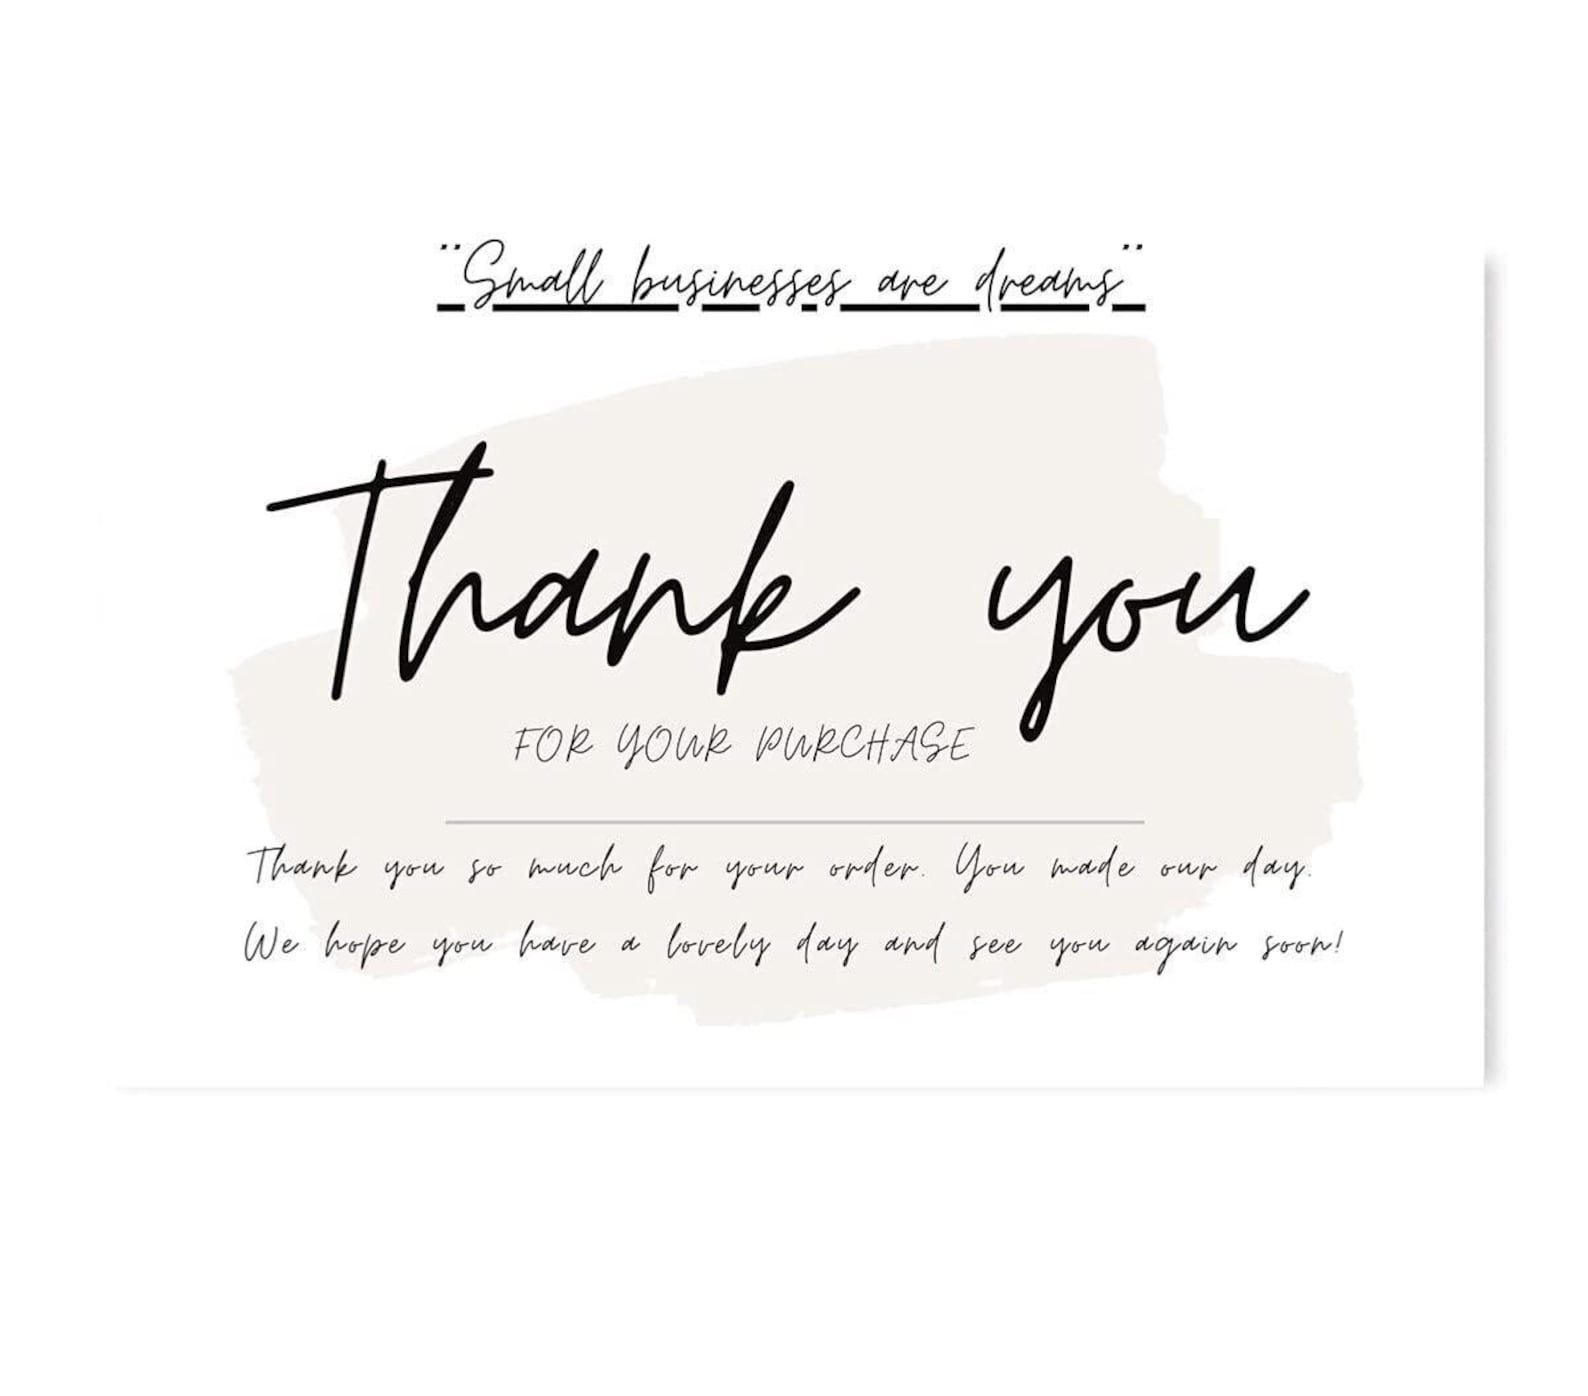 "Small businesses are dreams"
Thank you
FOR YOUR PURCHASE
Thank you so much for your order. You made our day.
We hope you have a lovely day and see you again soon!